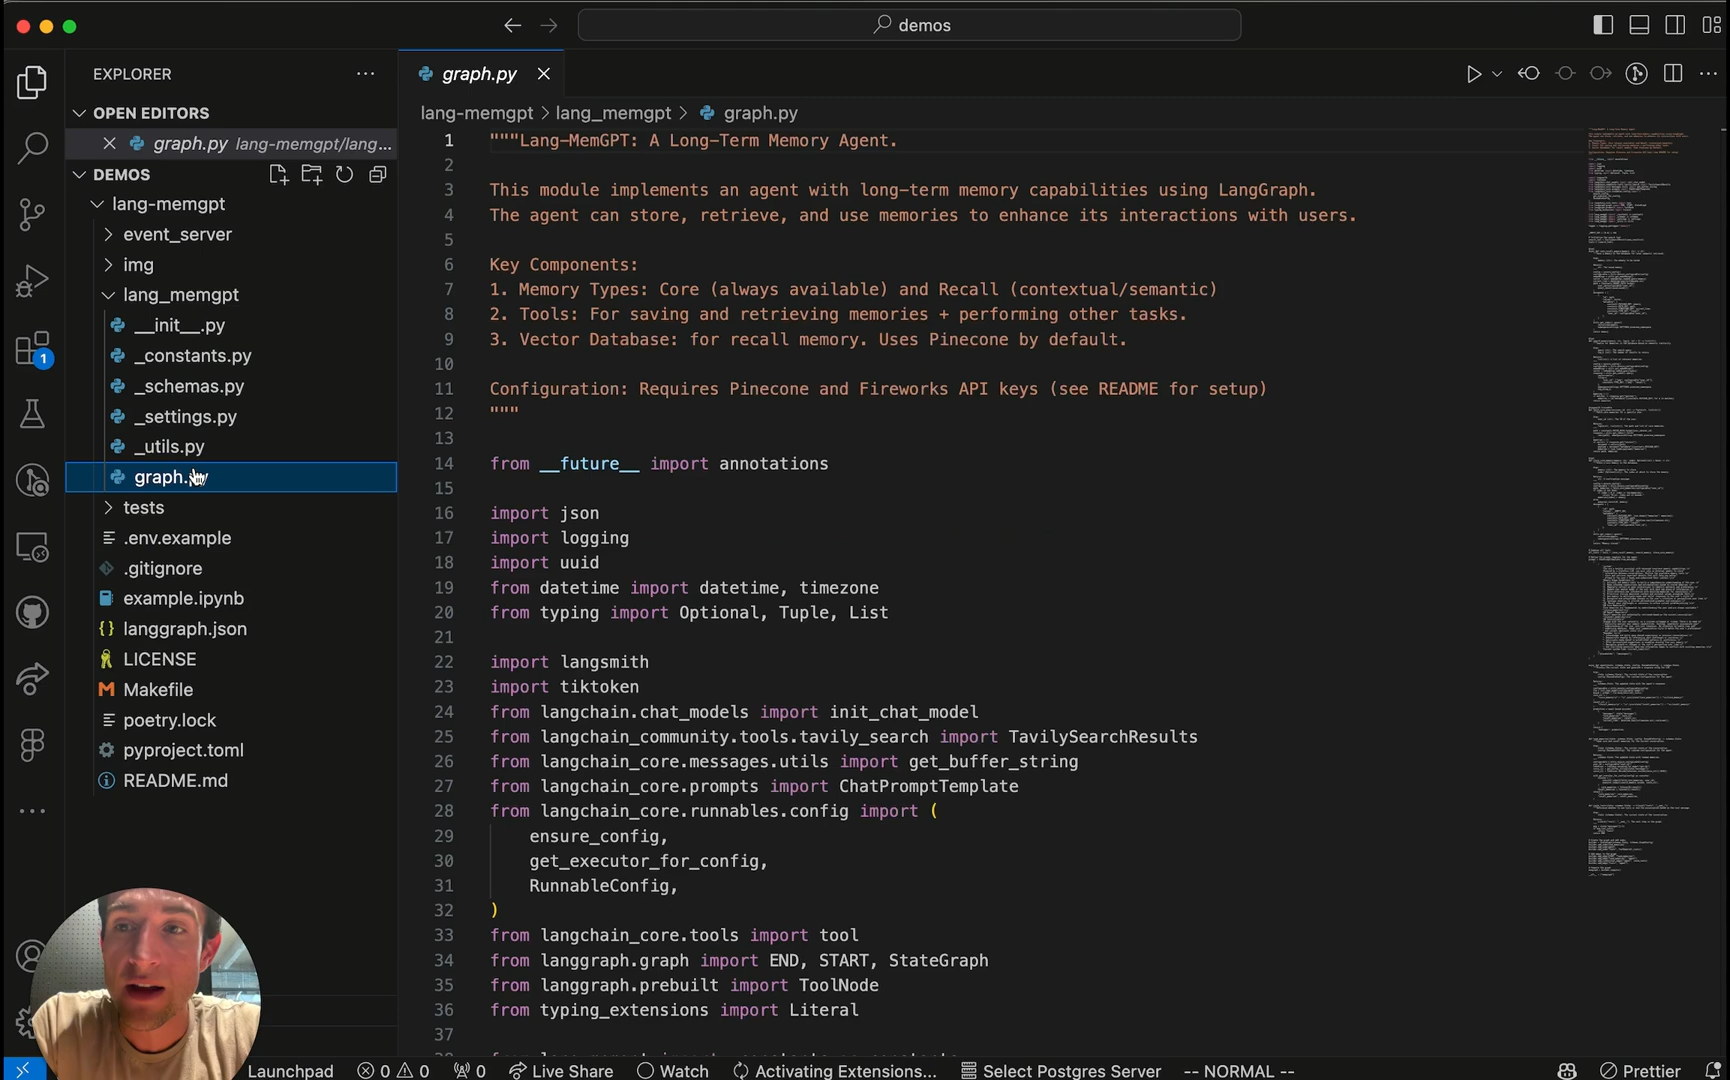 demos
EXPLORER
graph.py
OPEN EDITORS
graph.py lang-memgpt/lang...
DEMOS
lang-memgpt
event_server
img
lang_memgpt
__init__.py
_constants.py
_schemas.py
_settings.py
_utils.py
graph.py
tests
.env.example
.gitignore
example.ipynb
langgraph.json
LICENSE
Makefile
poetry.lock
pyproject.toml
README.md
1
lang-memgpt > lang_memgpt > graph.py
1 """Lang-MemGPT: A Long-Term Memory Agent.
2
3 This module implements an agent with long-term memory capabilities using LangGraph.
4 The agent can store, retrieve, and use memories to enhance its interactions with users.
5
6 Key Components:
7 1. Memory Types: Core (always available) and Recall (contextual/semantic)
8 2. Tools: For saving and retrieving memories + performing other tasks.
9 3. Vector Database: for recall memory. Uses Pinecone by default.
10
11 Configuration: Requires Pinecone and Fireworks API keys (see README for setup)
12 """
13
14 from __future__ import annotations
15
16 import json
17 import logging
18 import uuid
19 from datetime import datetime, timezone
20 from typing import Optional, Tuple, List
21
22 import langsmith
23 import tiktoken
24 from langchain.chat_models import init_chat_model
25 from langchain_community.tools.tavily_search import TavilySearchResults
26 from langchain_core.messages.utils import get_buffer_string
27 from langchain_core.prompts import ChatPromptTemplate
28 from langchain_core.runnables.config import (
29 ensure_config,
30 get_executor_for_config,
31 RunnableConfig,
32 )
33 from langchain_core.tools import tool
34 from langgraph.graph import END, START, StateGraph
35 from langgraph.prebuilt import ToolNode
36 from typing_extensions import Literal
37
Launchpad 0 0 0 Live Share Watch Activating Extensions... Select Postgres Server -- NORMAL -- Prettier